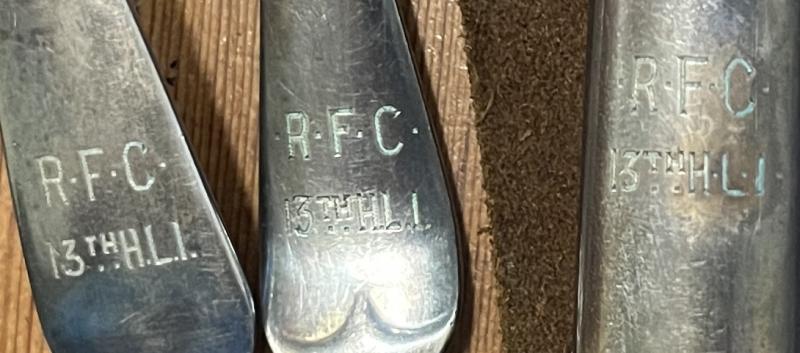 R·F·C·
13TH H.L.I.
·R·F·C·
13TH H.L.I.
·R·F·C·
13TH H·L·I